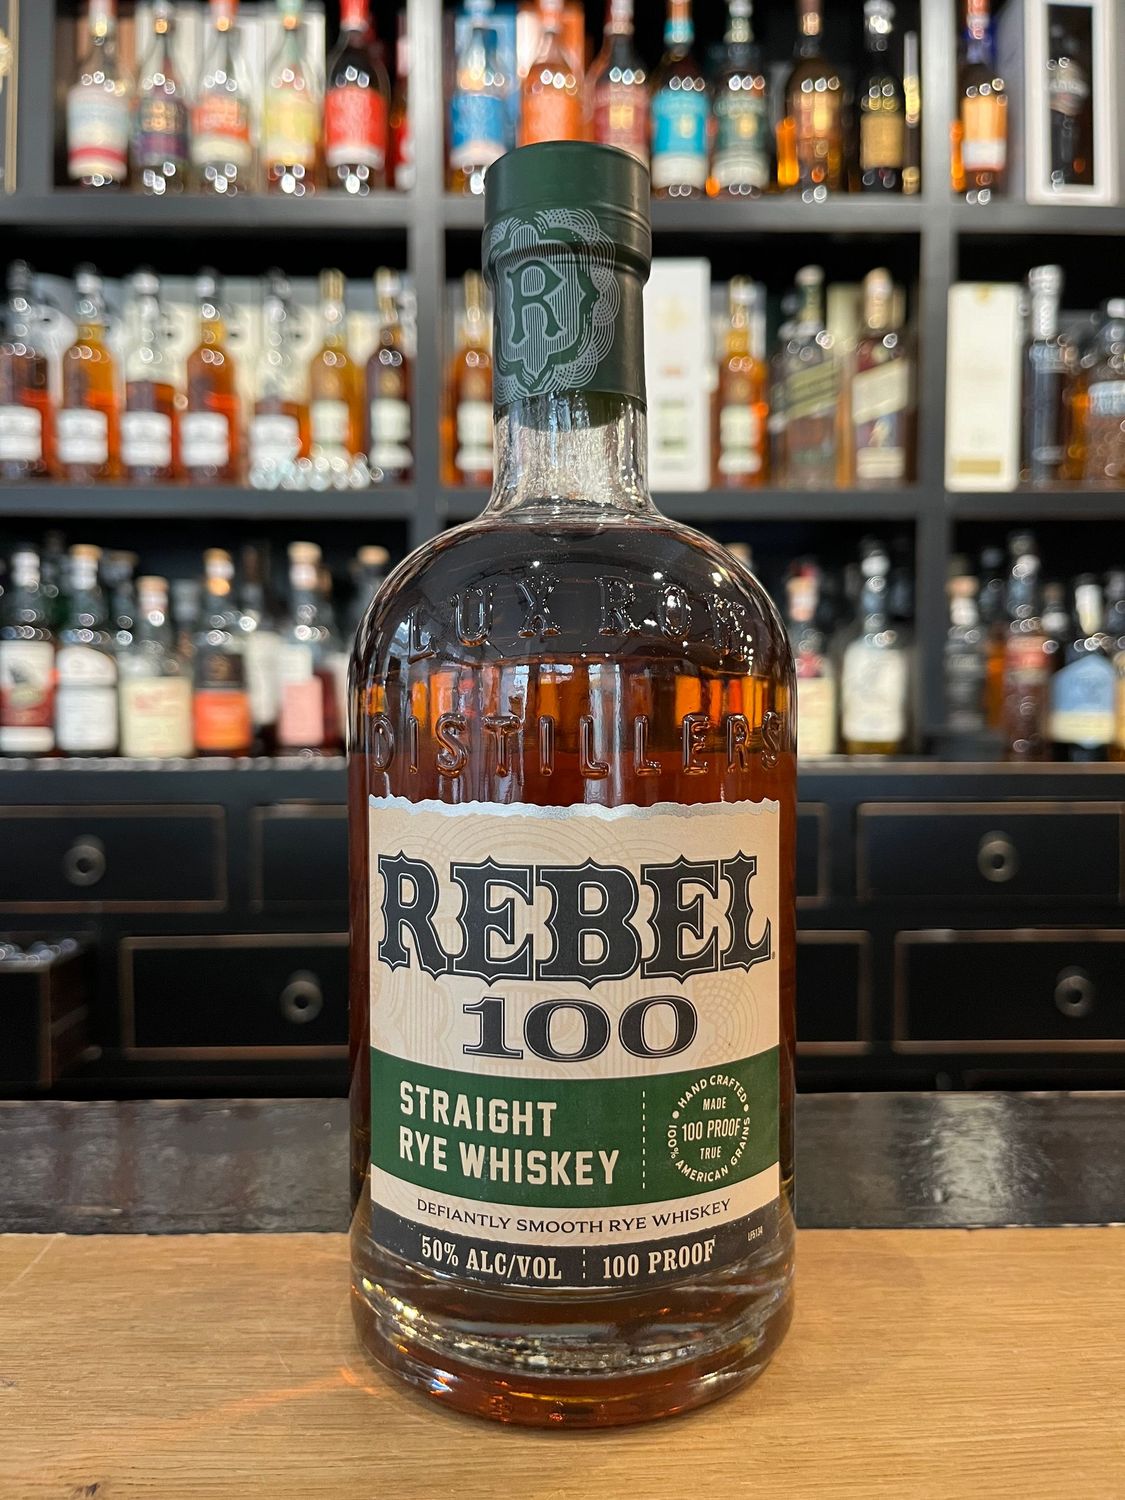 R
LUX ROW
DISTILLERS
REBEL
100
STRAIGHT
RYE WHISKEY
HAND CRAFTED
MADE
100 PROOF
TRUE
100% AMERICAN GRAINS
DEFIANTLY SMOOTH RYE WHISKEY
50% ALC/VOL 100 PROOF